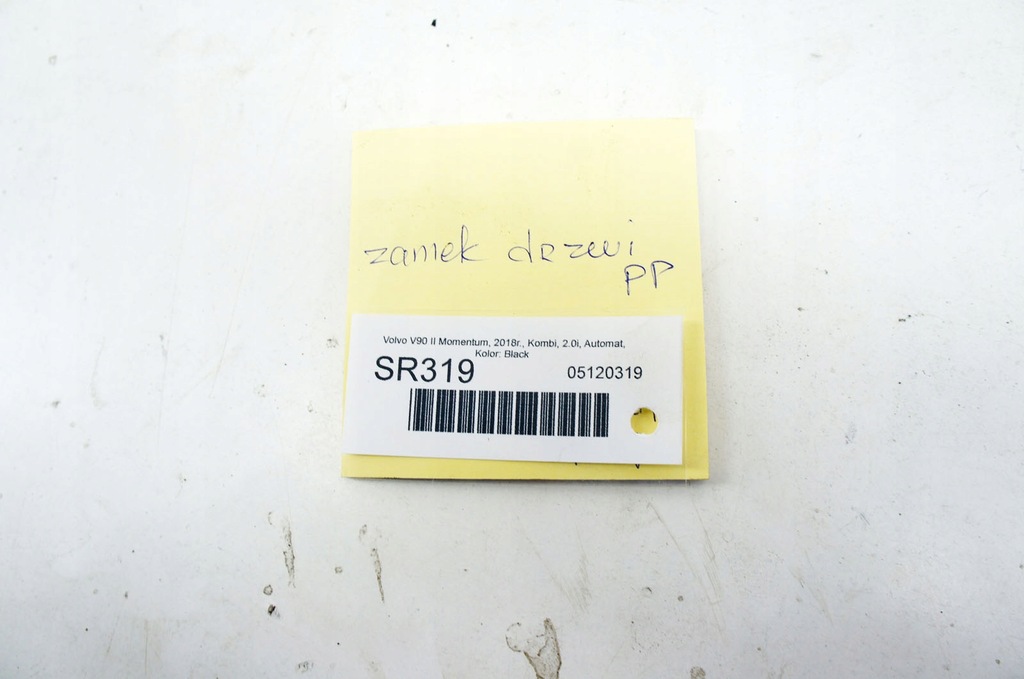 zamek drzwi
PP
Volvo V90 II Momentum, 2018r., Kombi, 2.0i, Automat,
Kolor: Black
SR319 05120319